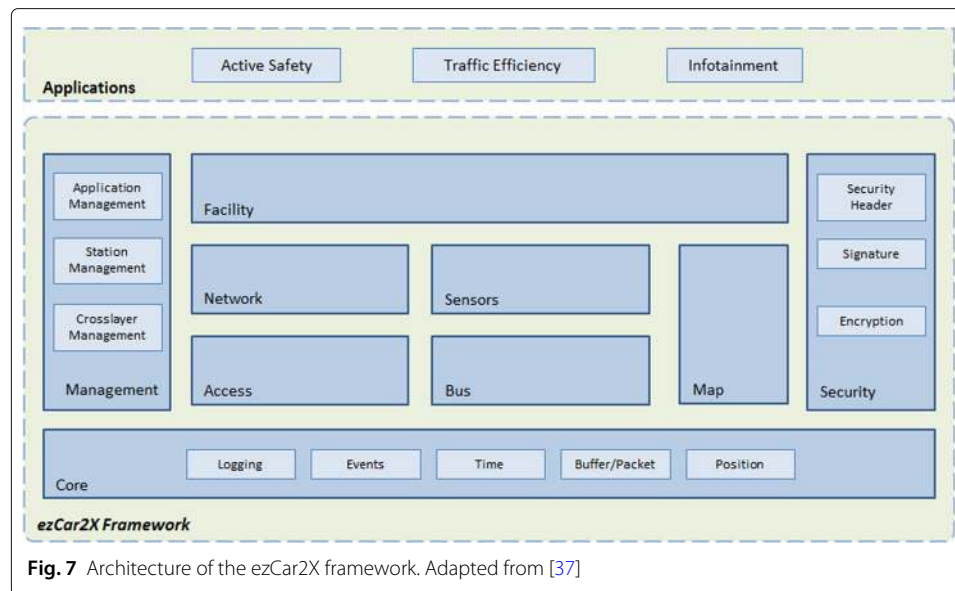 Active Safety
Traffic Efficiency
Infotainment
Applications
Application
Management
Station
Management
Crosslayer
Management
Management
Facility
Network
Sensors
Access
Bus
Map
Security
Header
Signature
Encryption
Security
Logging
Events
Time
Buffer/Packet
Position
Core
ezCar2X Framework
Fig. 7 Architecture of the ezCar2X framework. Adapted from [37]